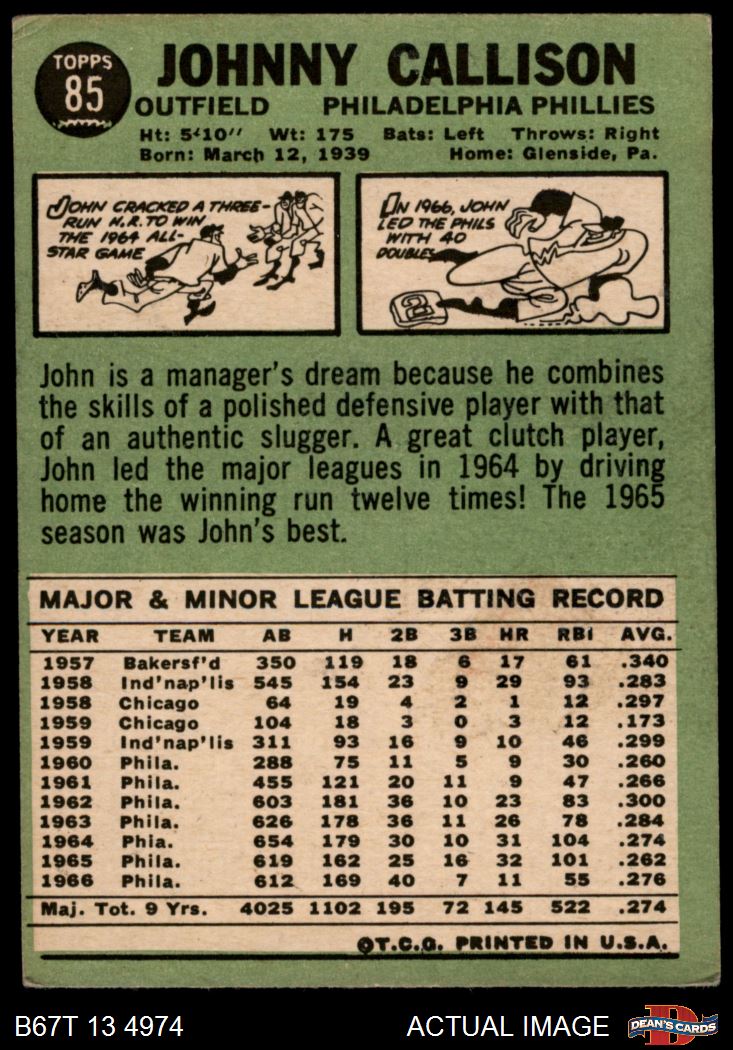 TOPPS
85
JOHNNY CALLISON
OUTFIELD PHILADELPHIA PHILLIES
Ht: 5'10" Wt: 175 Bats: Left Throws: Right
Born: March 12, 1939 Home: Glenside, Pa.
JOHN CRACKED A THREE-
RUN H.R. TO WIN
THE 1964 ALL-
STAR GAME
IN 1966, JOHN
LED THE PHILS
WITH 40
DOUBLES
W
2
John is a manager's dream because he combines
the skills of a polished defensive player with that
of an authentic slugger. A great clutch player,
John led the major leagues in 1964 by driving
home the winning run twelve times! The 1965
season was John's best.
MAJOR & MINOR LEAGUE BATTING RECORD
YEAR TEAM AB H 2B 3B HR RBI AVG.
1957 Bakersf'd 350 119 18 6 17 61 .340
1958 Ind'nap'lis 545 154 23 9 29 93 .283
1958 Chicago 64 19 4 2 1 12 .297
1959 Chicago 104 18 3 0 3 12 .173
1959 Ind'nap'lis 311 93 16 9 10 46 .299
1960 Phila. 288 75 11 5 9 30 .260
1961 Phila. 455 121 20 11 9 47 .266
1962 Phila. 603 181 36 10 23 83 .300
1963 Phila. 626 178 36 11 26 78 .284
1964 Phia. 654 179 30 10 31 104 .274
1965 Phila. 619 162 25 16 32 101 .262
1966 Phila. 612 169 40 7 11 55 .276
Maj. Tot. 9 Yrs. 4025 1102 195 72 145 522 .274
©T.C.G. PRINTED IN U.S.A.
B67T 13 4974 ACTUAL IMAGE
D
DEAN'S CARDS